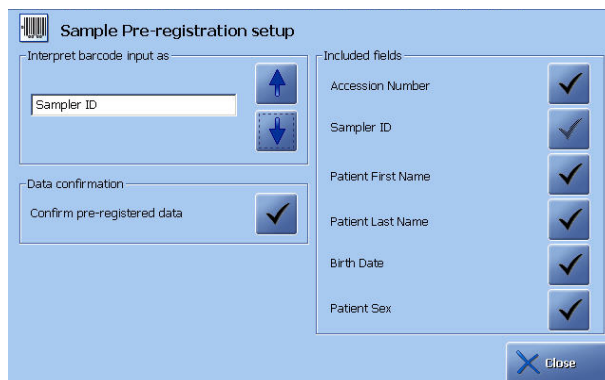 Sample Pre-registration setup
Interpret barcode input as
Sampler ID
Data confirmation
Confirm pre-registered data
Included fields
Accession Number
Sampler ID
Patient First Name
Patient Last Name
Birth Date
Patient Sex
Close